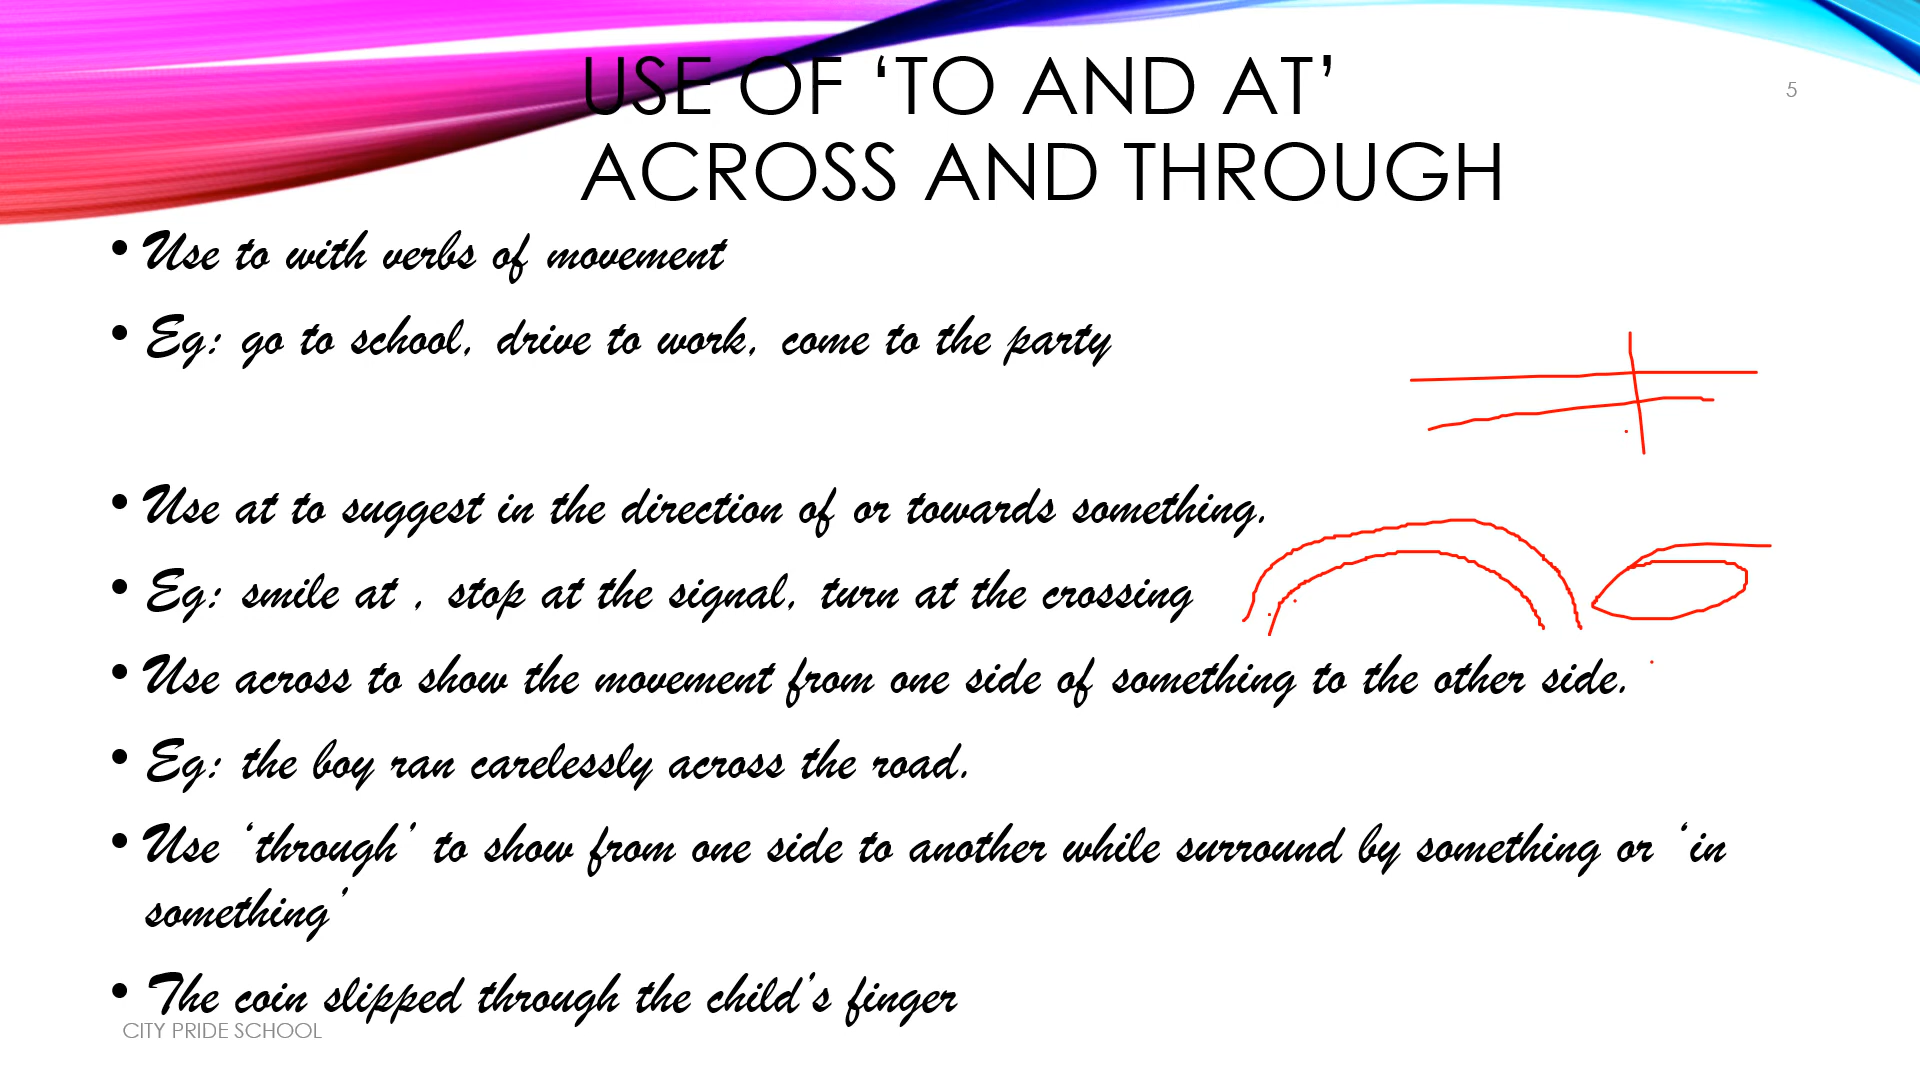 USE OF ‘TO AND AT’
ACROSS AND THROUGH
5
• Use to with verbs of movement
• Eg: go to school, drive to work, come to the party
• Use at to suggest in the direction of or towards something.
• Eg: smile at , stop at the signal, turn at the crossing
• Use across to show the movement from one side of something to the other side.
• Eg: the boy ran carelessly across the road.
• Use ‘through’ to show from one side to another while surround by something or ‘in
something’
• The coin slipped through the child’s finger
CITY PRIDE SCHOOL